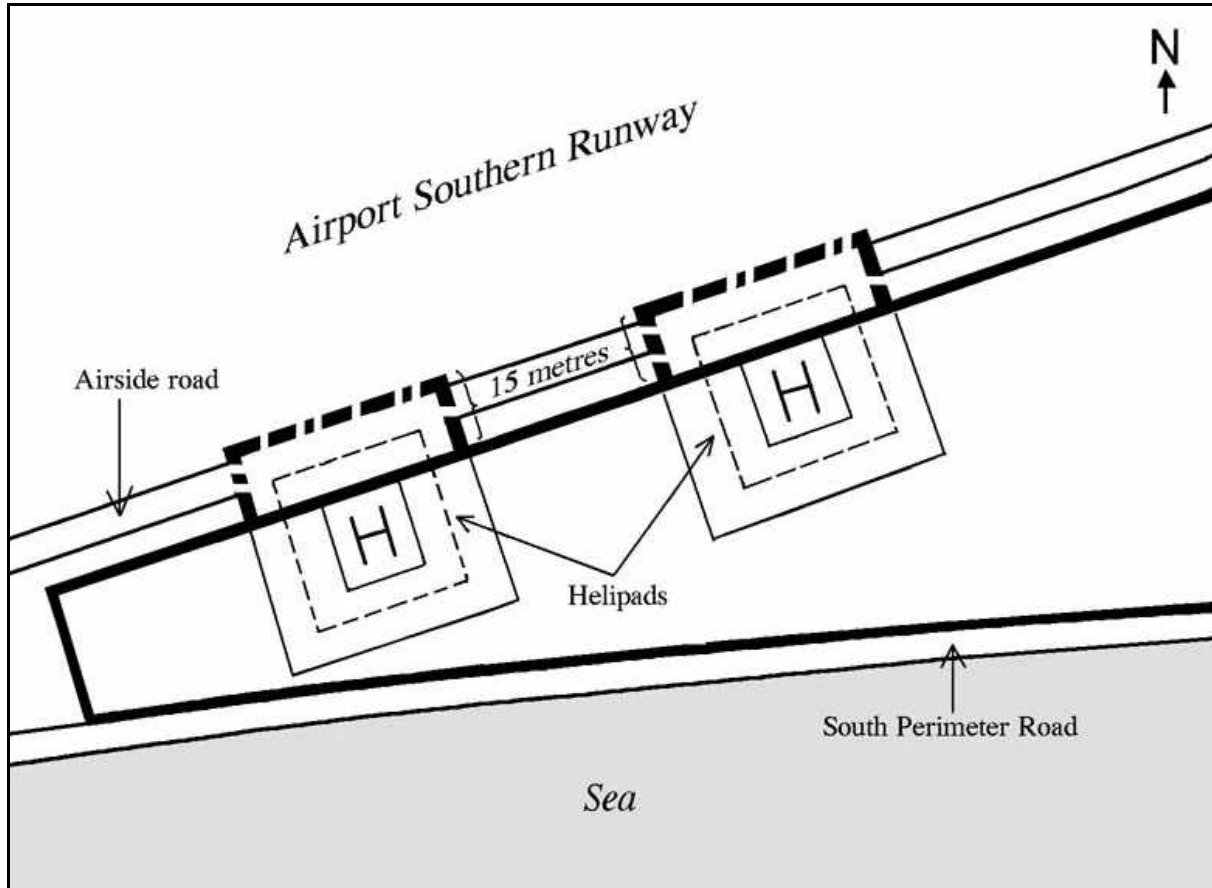 N
Airport Southern Runway
15 metres
Airside road
H
H
Helipads
South Perimeter Road
Sea